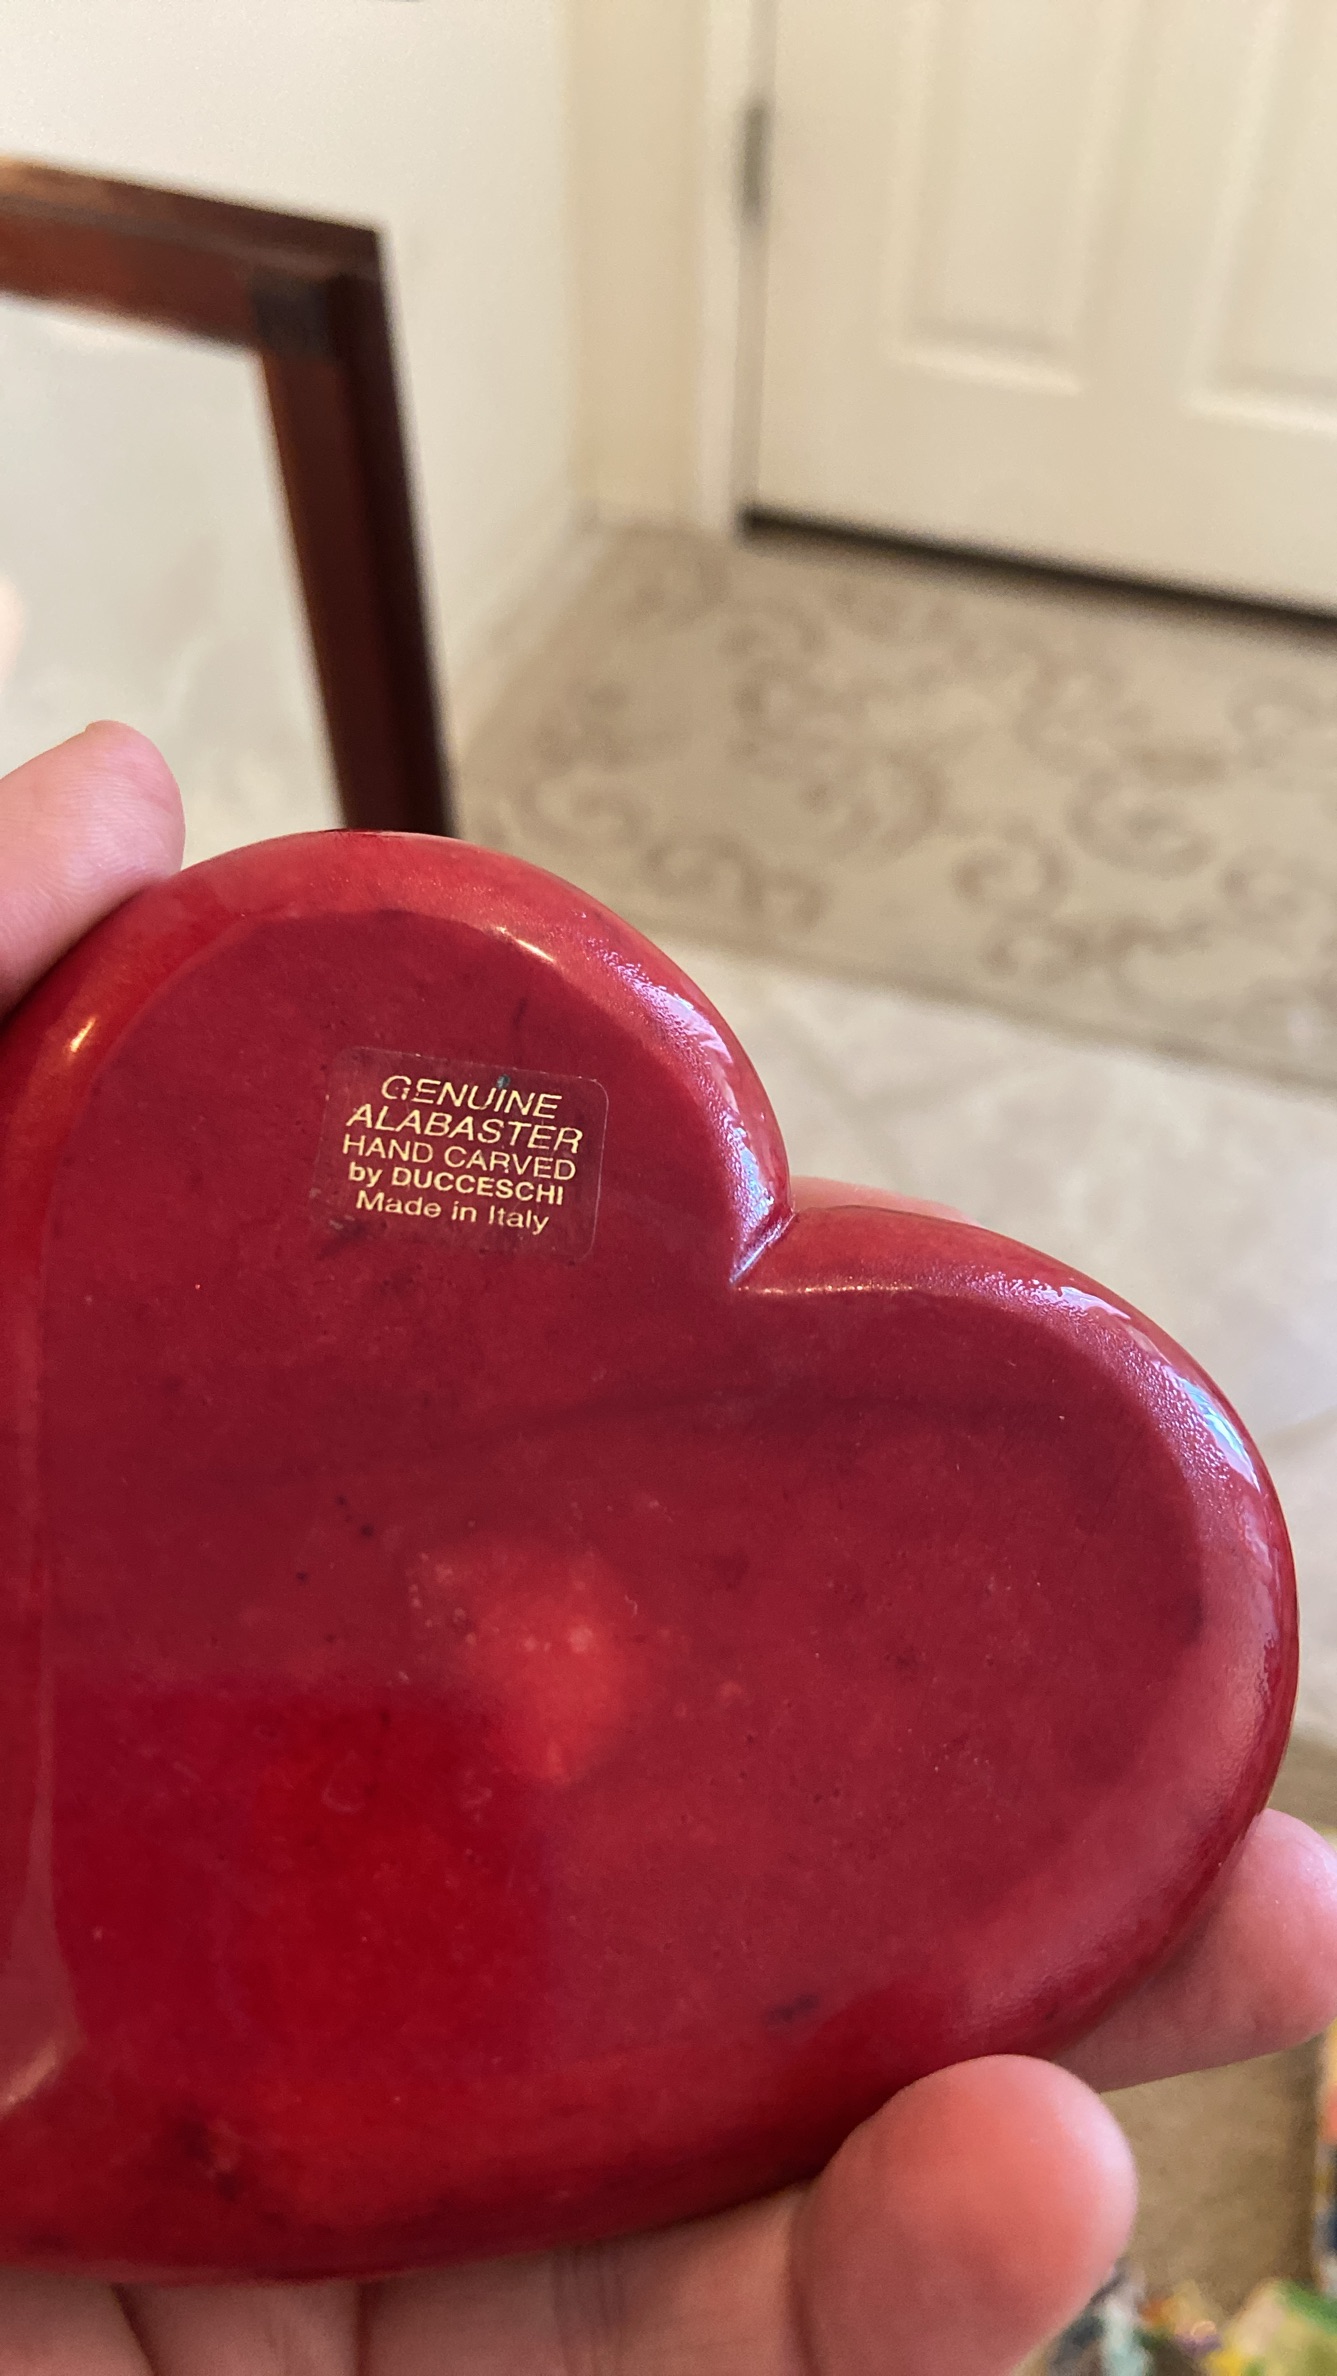 GENUINE
ALABASTER
HAND CARVED
by DUCCESCHI
Made in Italy